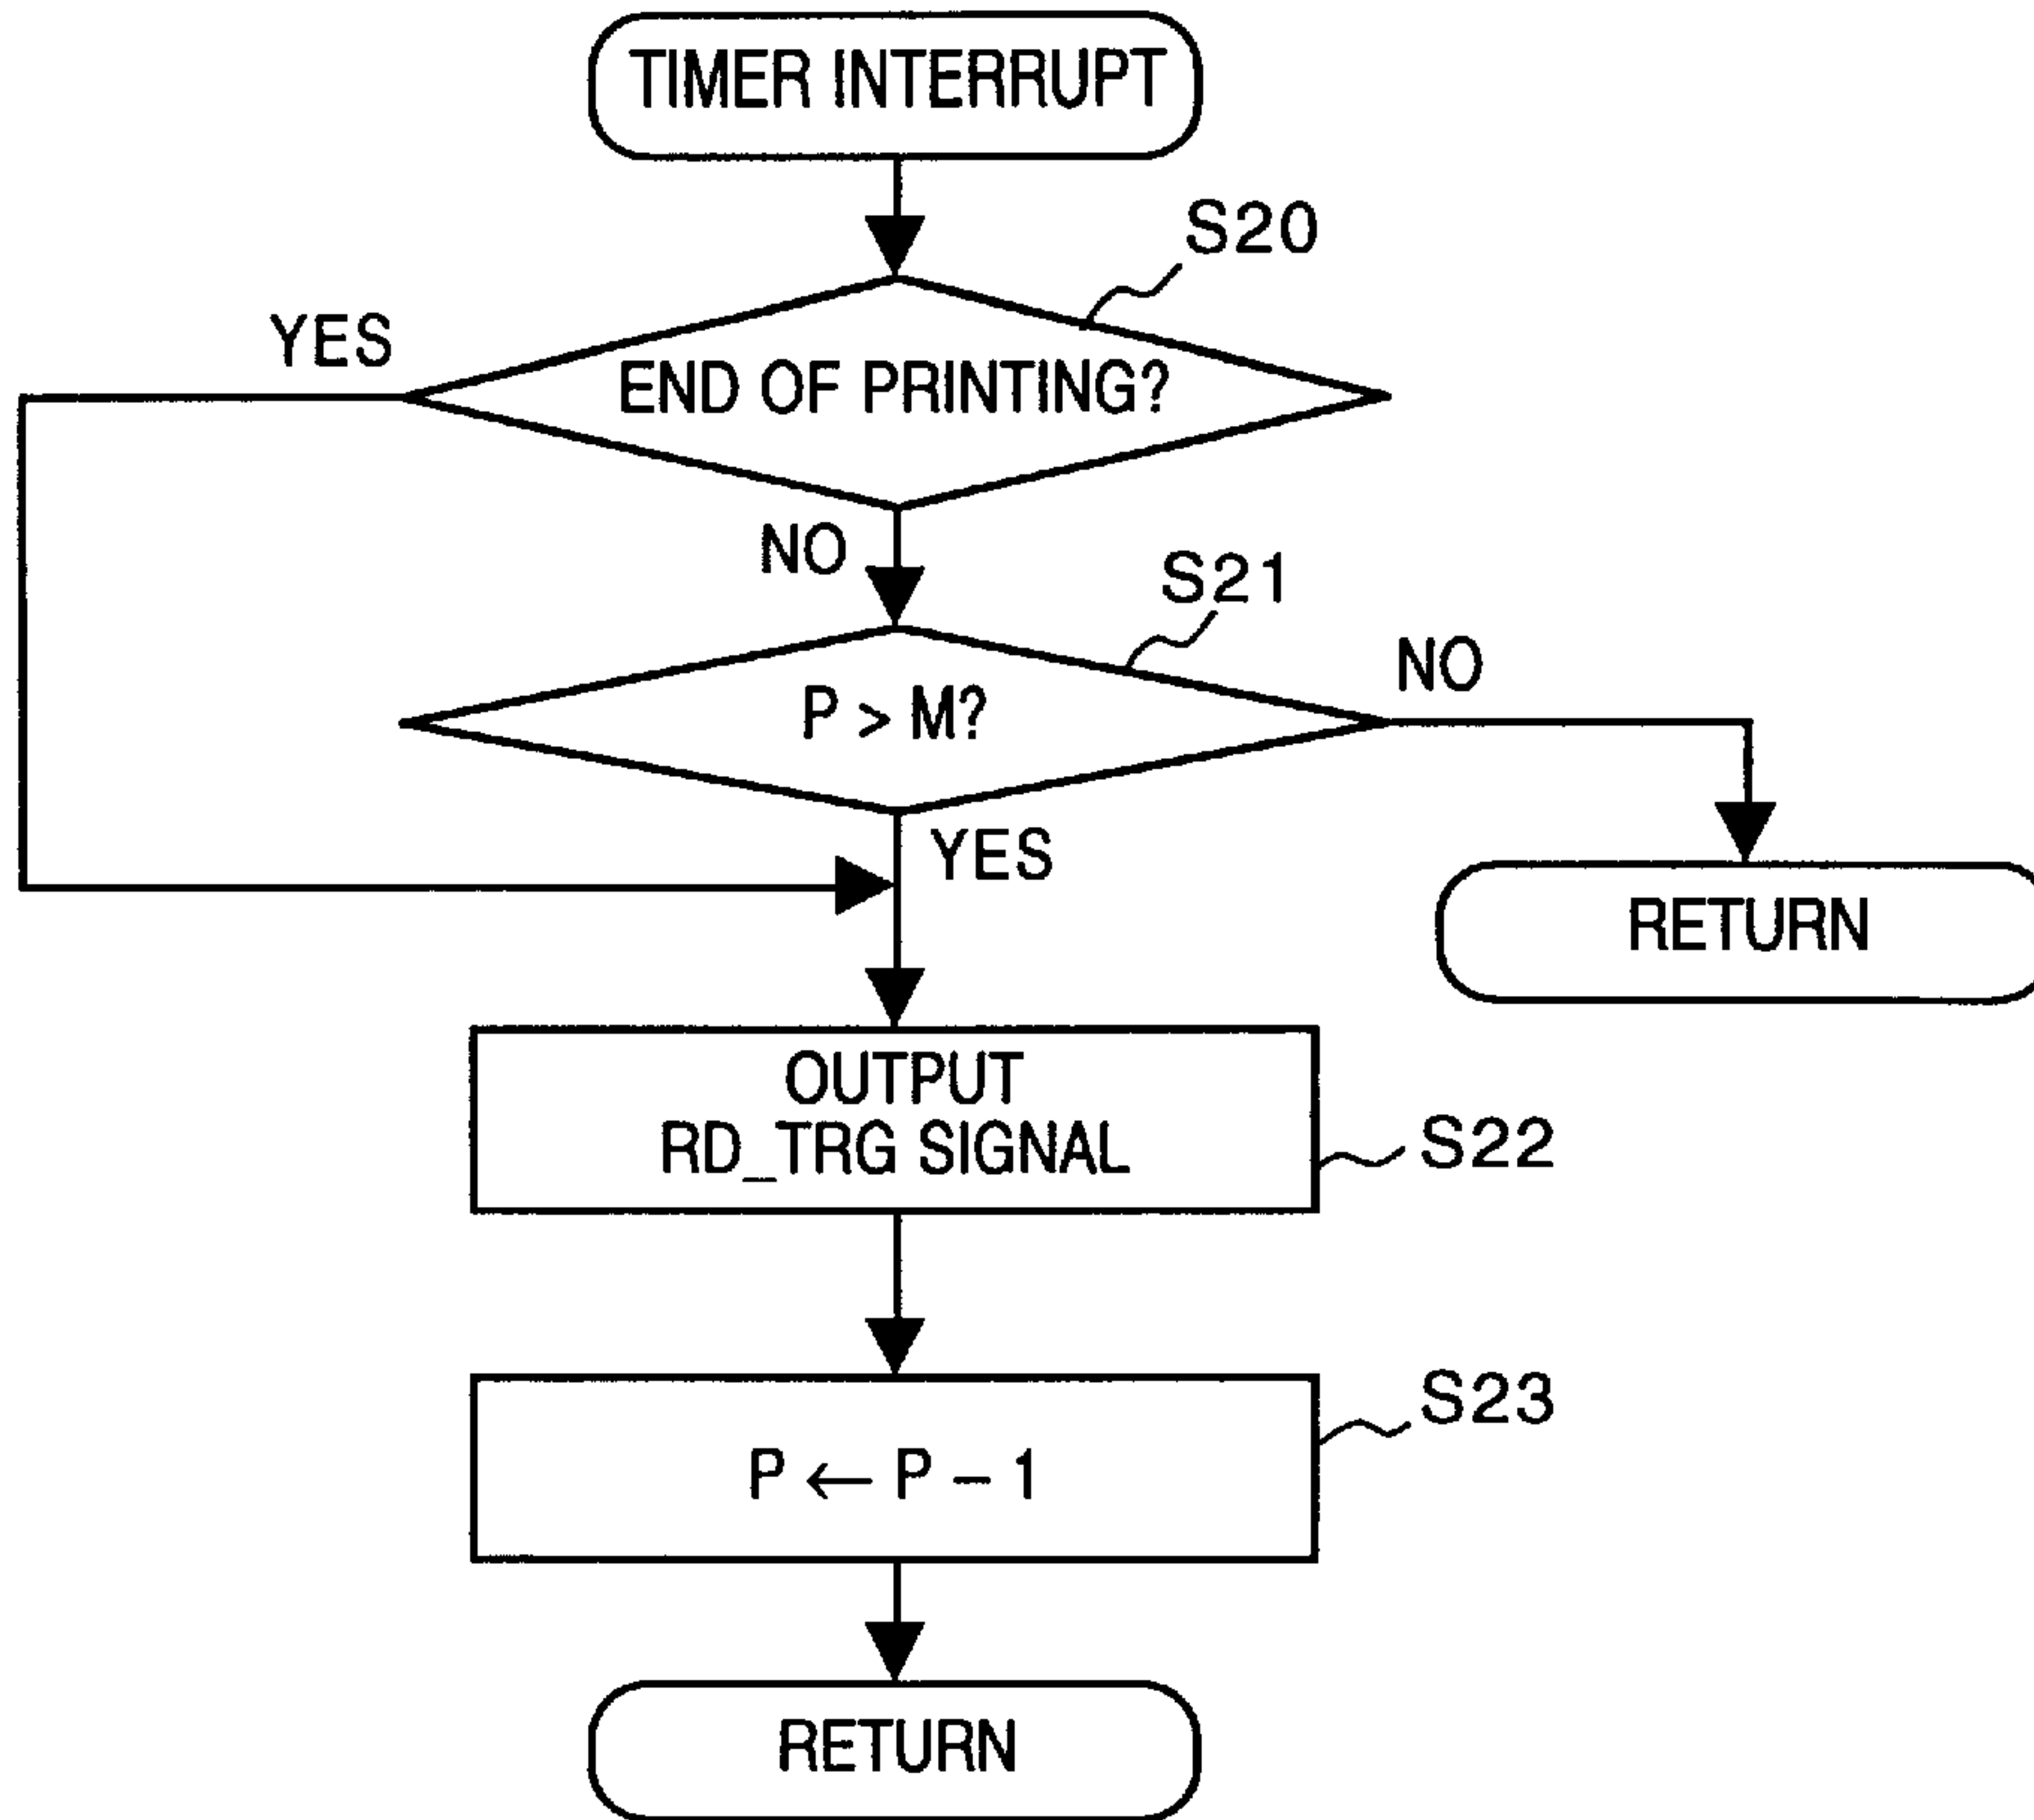 TIMER INTERRUPT
S20
YES
END OF PRINTING?
NO
S21
NO
P > M?
YES
RETURN
OUTPUT
RD_TRG SIGNAL
S22
S23
P ← P − 1
RETURN